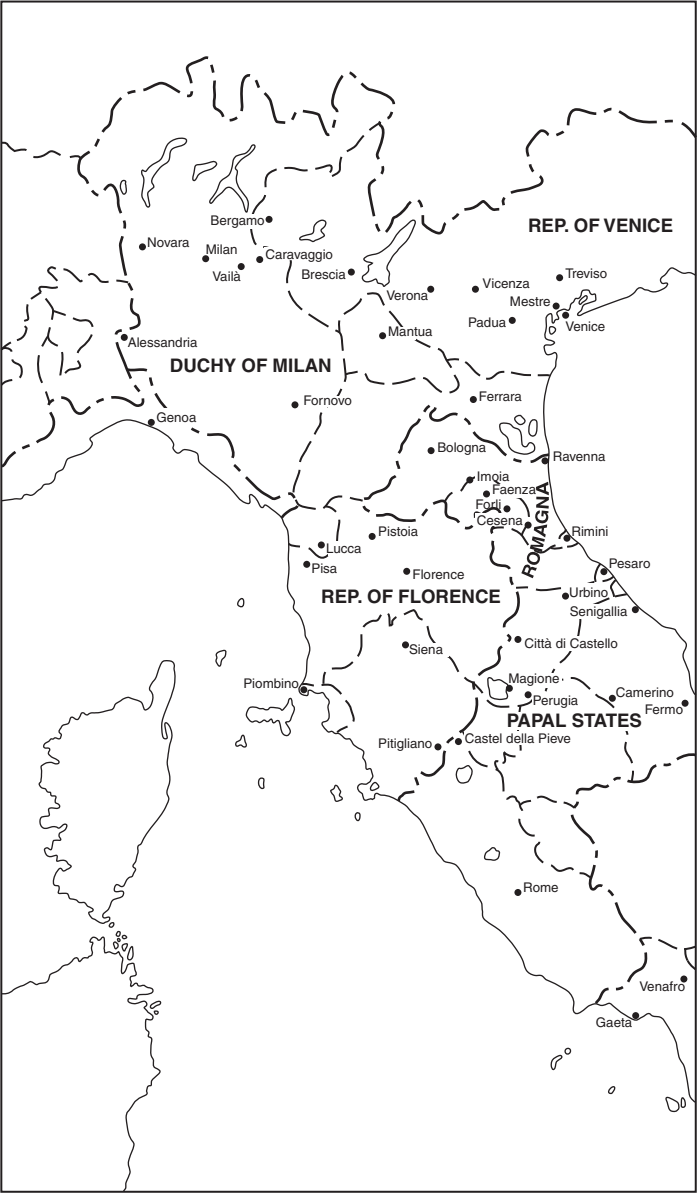 REP. OF VENICE
Bergamo
Novara
Milan
Caravaggio
Vailà
Brescia
Treviso
Vicenza
Verona
Mestre
Padua
Venice
Mantua
Alessandria
DUCHY OF MILAN
Ferrara
Fornovo
Genoa
Bologna
Ravenna
Imoia
Faenza
Forli
Cesena
ROMAGNA
Rimini
Pistoia
Lucca
Pisa
Florence
Pesaro
REP. OF FLORENCE
Urbino
Senigallia
Siena
Città di Castello
Magione
Piombino
Perugia
Camerino
Fermo
PAPAL STATES
Pitigliano
Castel della Pieve
Rome
Venafro
Gaeta